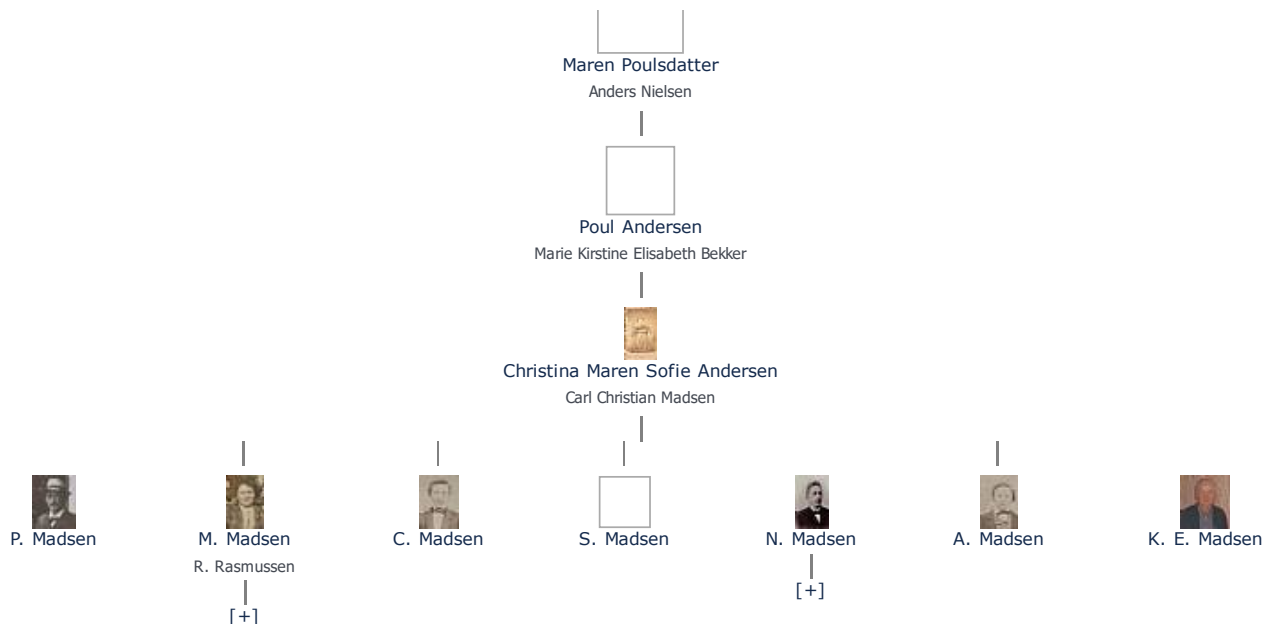 Maren Poulsdatter
Anders Nielsen
Poul Andersen
Marie Kirstine Elisabeth Bekker
Christina Maren Sofie Andersen
Carl Christian Madsen
P. Madsen M. Madsen C. Madsen S. Madsen N. Madsen A. Madsen K. E. Madsen
R. Rasmussen
[+]
[+]